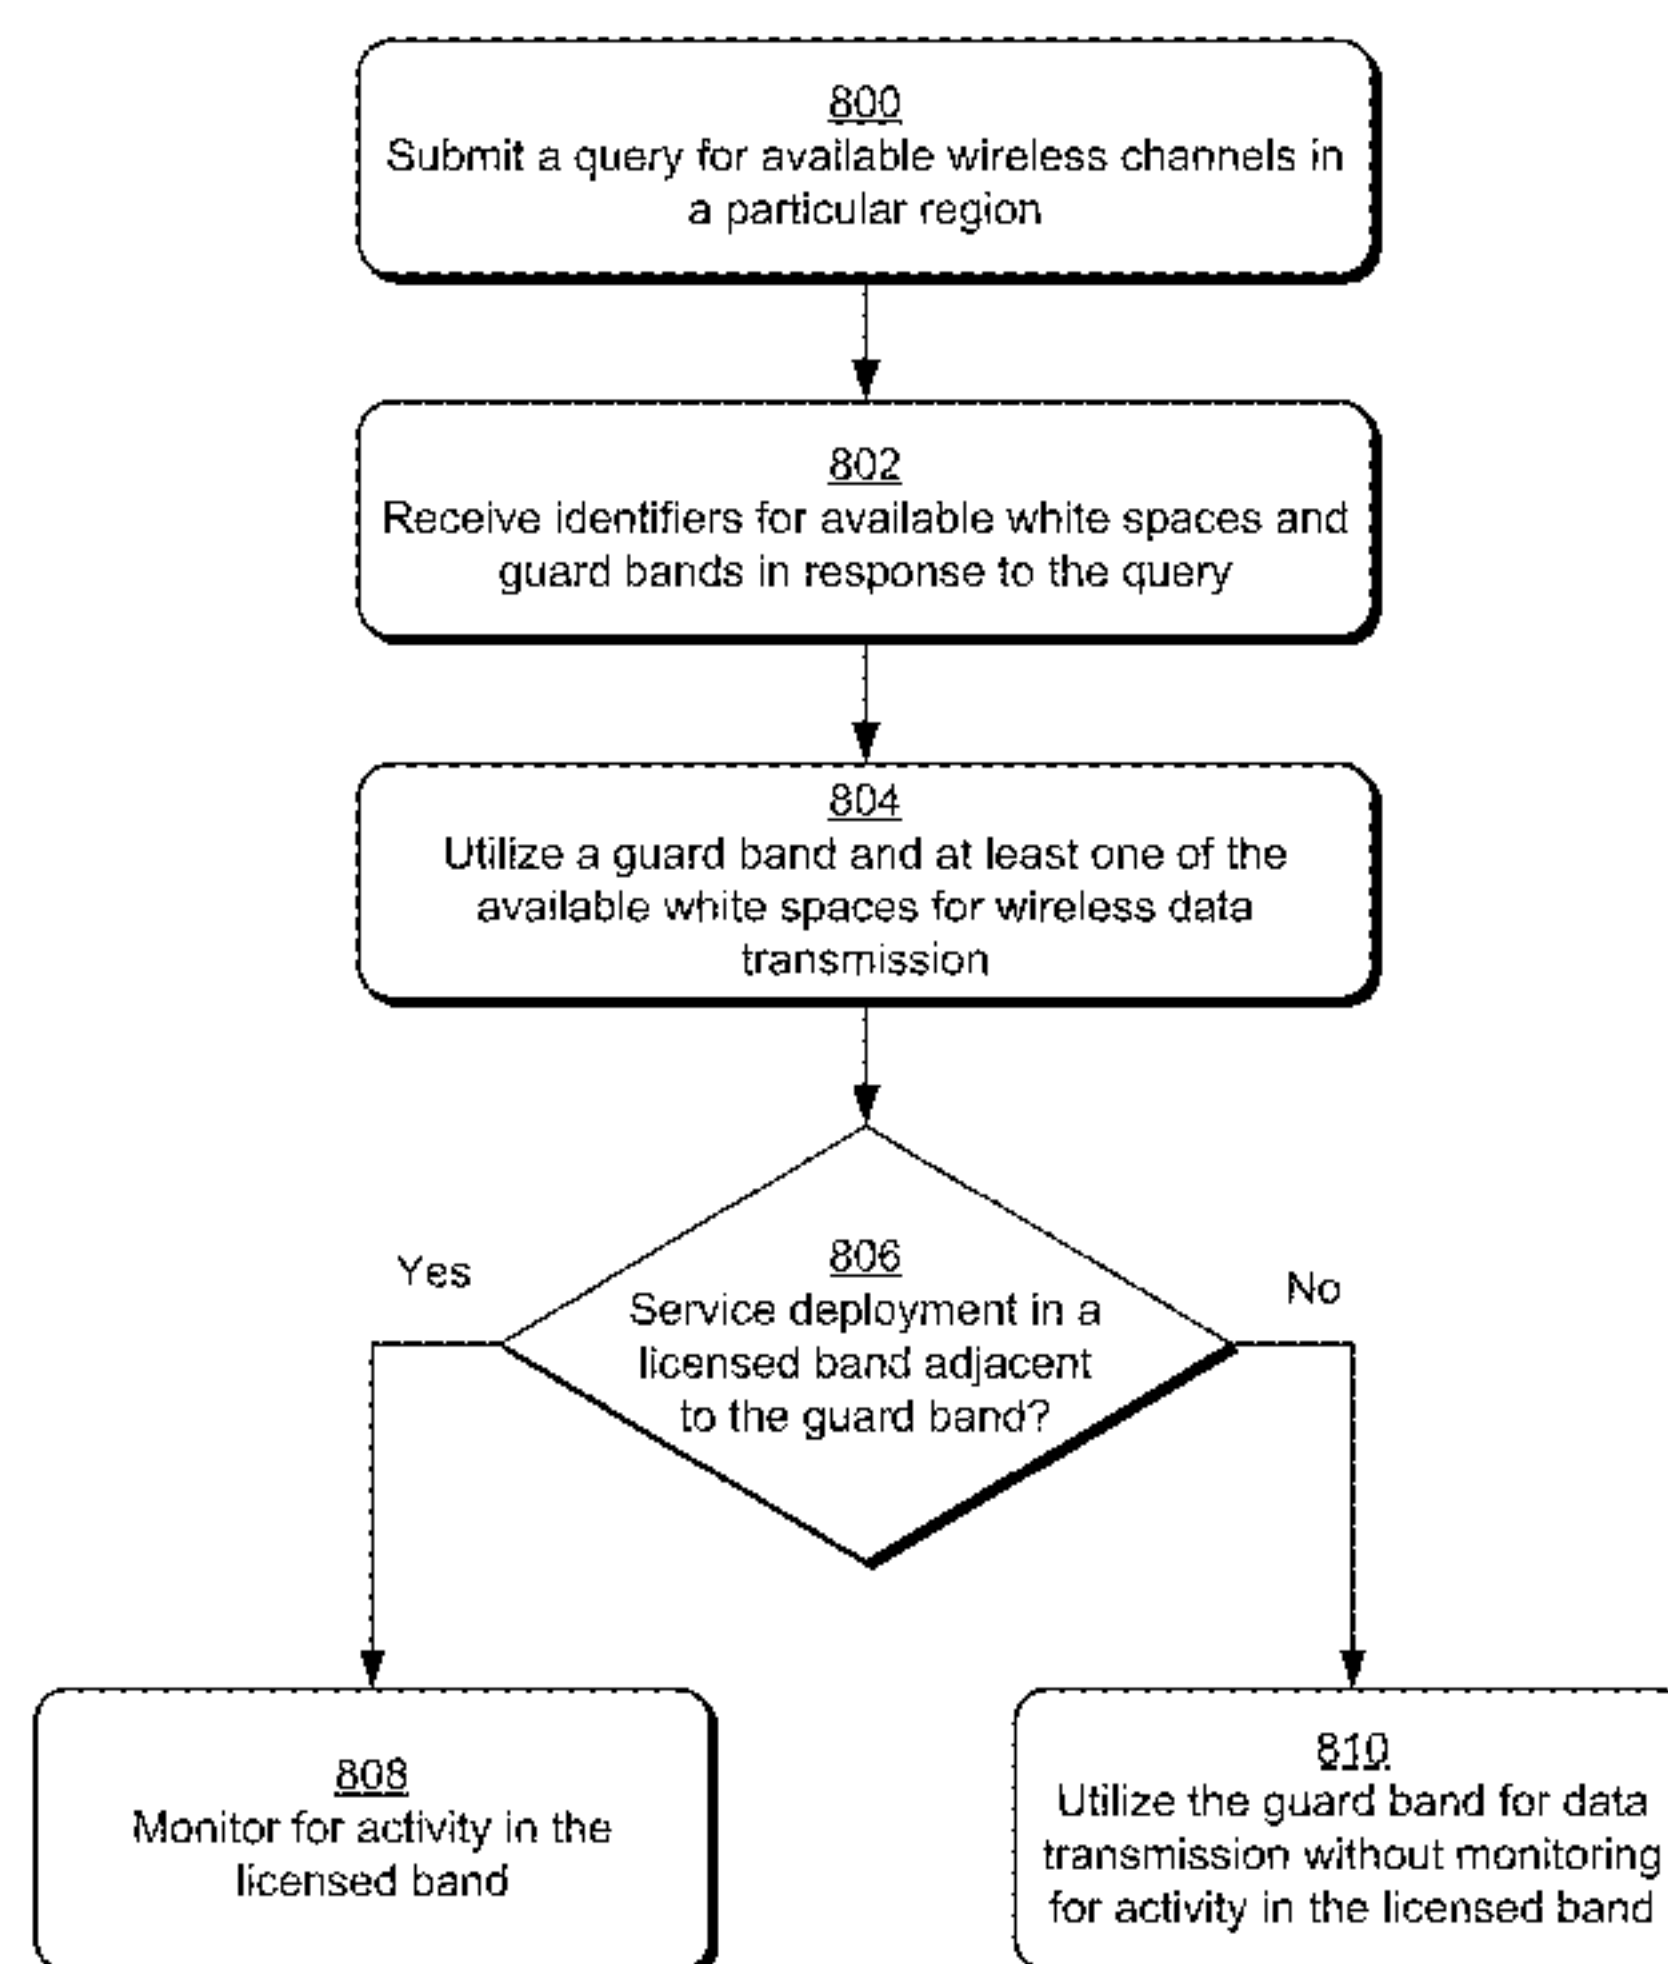 800
Submit a query for available wireless channels in
a particular region
802
Receive identifiers for available white spaces and
guard bands in response to the query
804
Utilize a guard band and at least one of the
available white spaces for wireless data
transmission
806
Service deployment in a
licensed band adjacent
to the guard band?
Yes
No
808
Monitor for activity in the
licensed band
810
Utilize the guard band for data
transmission without monitoring
for activity in the licensed band